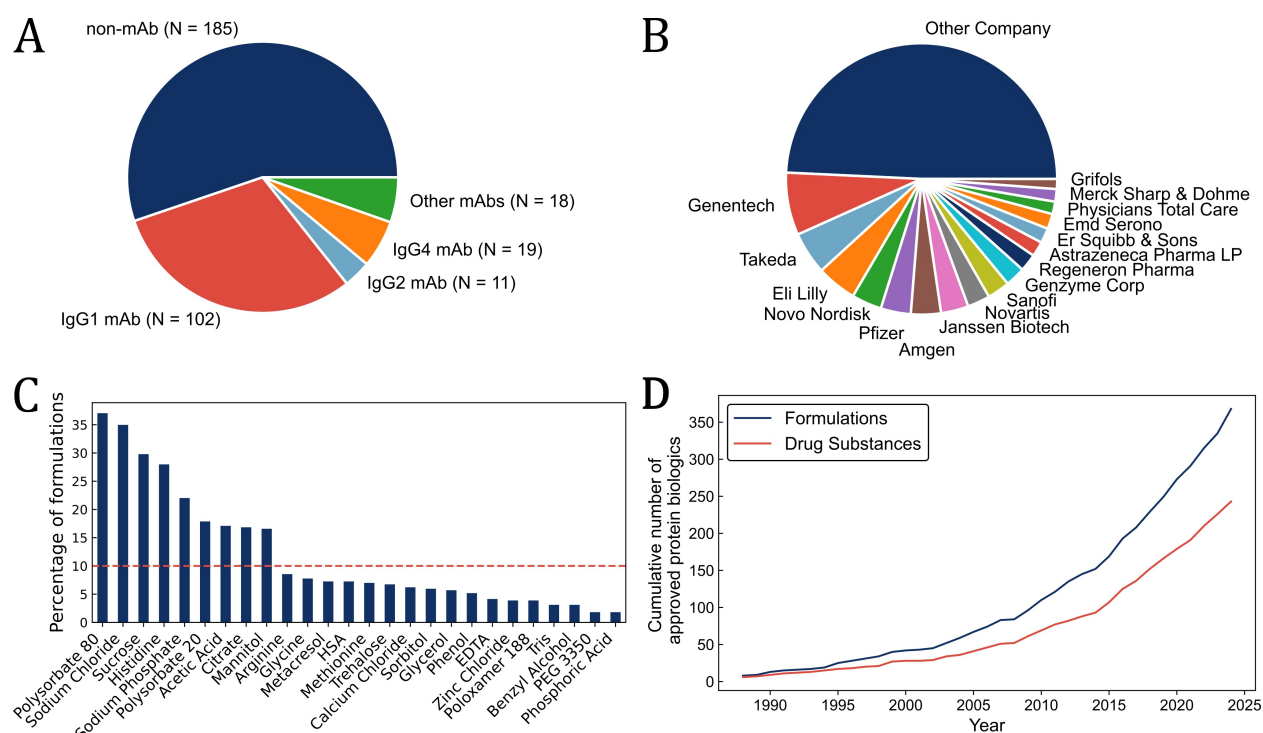 A
non-mAb (N = 185)
Other mAbs (N = 18)
IgG4 mAb (N = 19)
IgG2 mAb (N = 11)
IgG1 mAb (N = 102)
B
Other Company
Grifols
Merck Sharp & Dohme
Physicians Total Care
Emd Serono
Er Squibb & Sons
Astrazeneca Pharma LP
Regeneron Pharma
Genzyme Corp
Sanofi
Novartis
Janssen Biotech
Amgen
Pfizer
Novo Nordisk
Eli Lilly
Takeda
Genentech
C
Percentage of formulations
35
30
25
20
15
10
5
0
Polysorbate 80
Sodium Chloride
Sucrose
Histidine
Sodium Phosphate
Polysorbate 20
Acetic Acid
Citrate
Mannitol
Arginine
Glycine
Metacresol
HSA
Methionine
Trehalose
Calcium Chloride
Sorbitol
Glycerol
Phenol
EDTA
Zinc Chloride
Poloxamer 188
Tris
Benzyl Alcohol
PEG 3350
Phosphoric Acid
D
Formulations
Drug Substances
Cumulative number of
approved protein biologics
350
300
250
200
150
100
50
0
1990
1995
2000
2005
2010
2015
2020
2025
Year